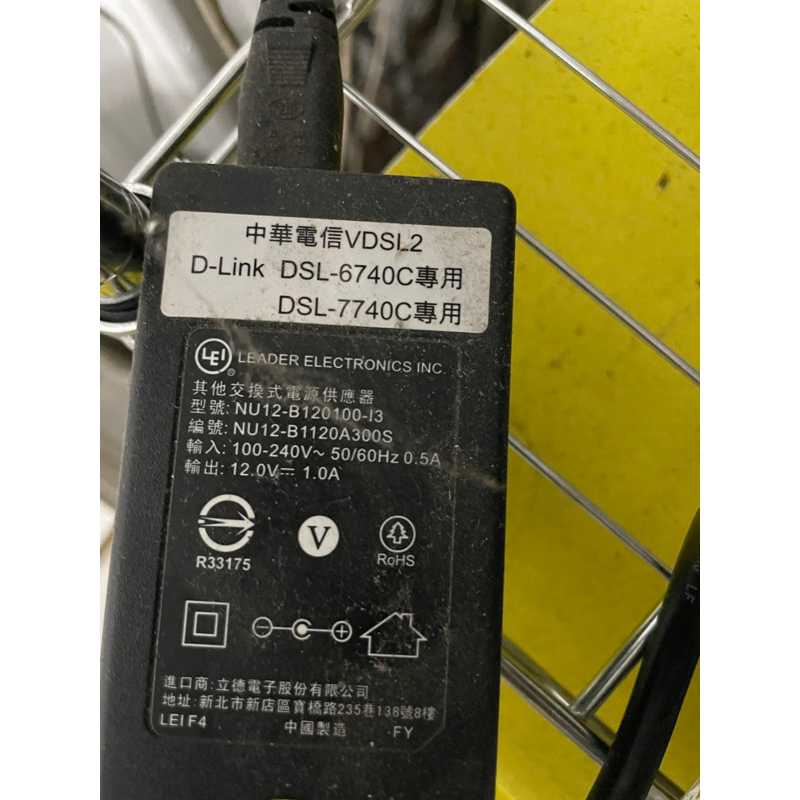 中華電信VDSL2
D-Link DSL-6740C專用
DSL-7740C專用
LEI ® LEADER ELECTRONICS INC.
其他交換式電源供應器
型號: NU12-B120100-I3
編號: NU12-B1120A300S
輸入: 100-240V~ 50/60Hz 0.5A
輸出: 12.0V⎓ 1.0A
R33175
V
RoHS
進口商:立德電子股份有限公司
地址:新北市新店區寶橋路235巷138號8樓
LEI F4 中國製造 FY